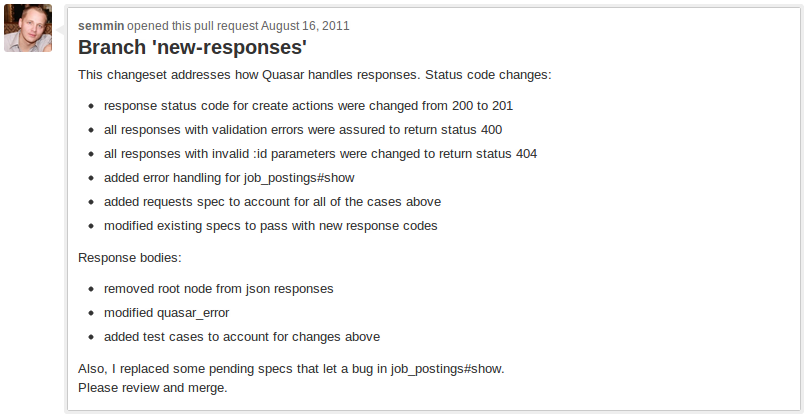 semmin opened this pull request August 16, 2011
Branch 'new-responses'
This changeset addresses how Quasar handles responses. Status code changes:
response status code for create actions were changed from 200 to 201
all responses with validation errors were assured to return status 400
all responses with invalid :id parameters were changed to return status 404
added error handling for job_postings#show
added requests spec to account for all of the cases above
modified existing specs to pass with new response codes
Response bodies:
removed root node from json responses
modified quasar_error
added test cases to account for changes above
Also, I replaced some pending specs that let a bug in job_postings#show.
Please review and merge.